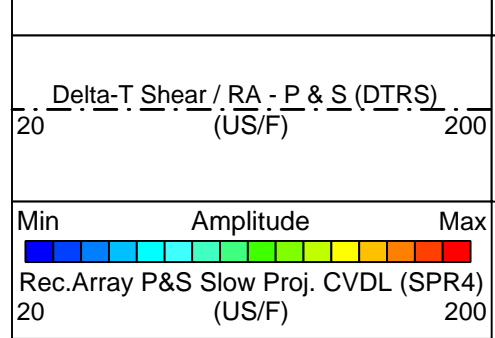 Delta-T Shear / RA - P & S (DTRS)
20 (US/F) 200
Min Amplitude Max
Rec.Array P&S Slow Proj. CVDL (SPR4)
20 (US/F) 200